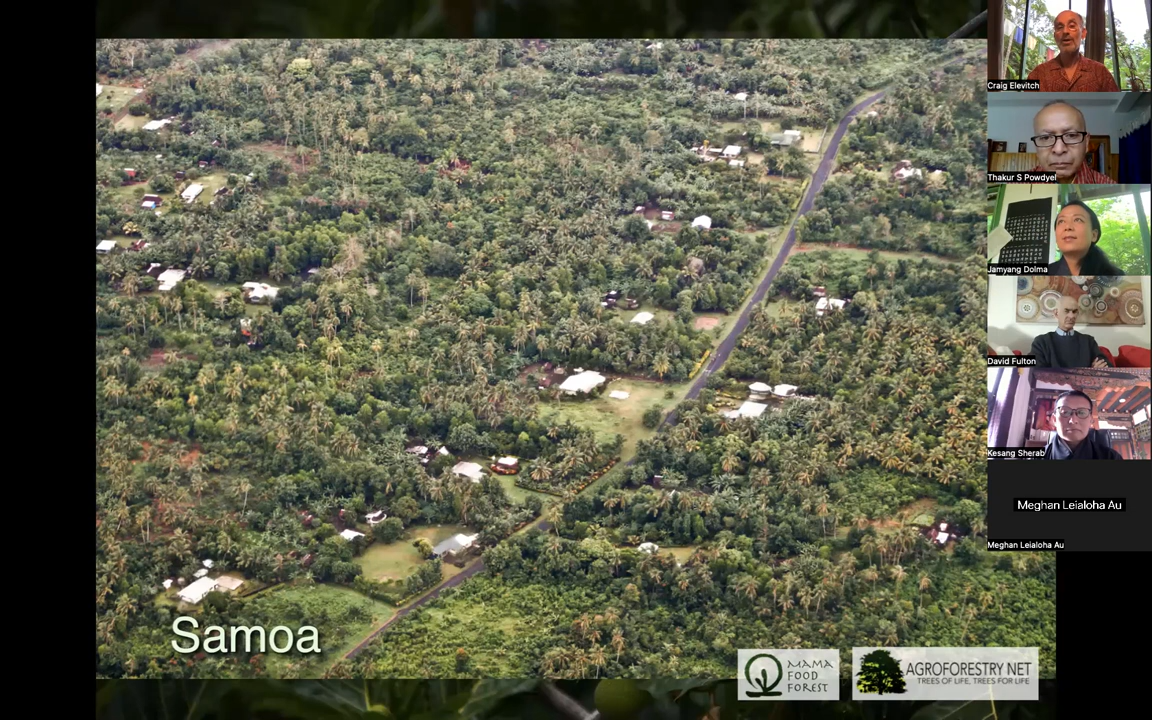 Craig Elevitch
Thakur S Powdyel
Jamyang Dolma
David Fulton
Kesang Sherab
Meghan Leialoha Au
Meghan Leialoha Au
Samoa
MAMA
FOOD
FOREST
AGROFORESTRY NET
TREES OF LIFE, TREES FOR LIFE